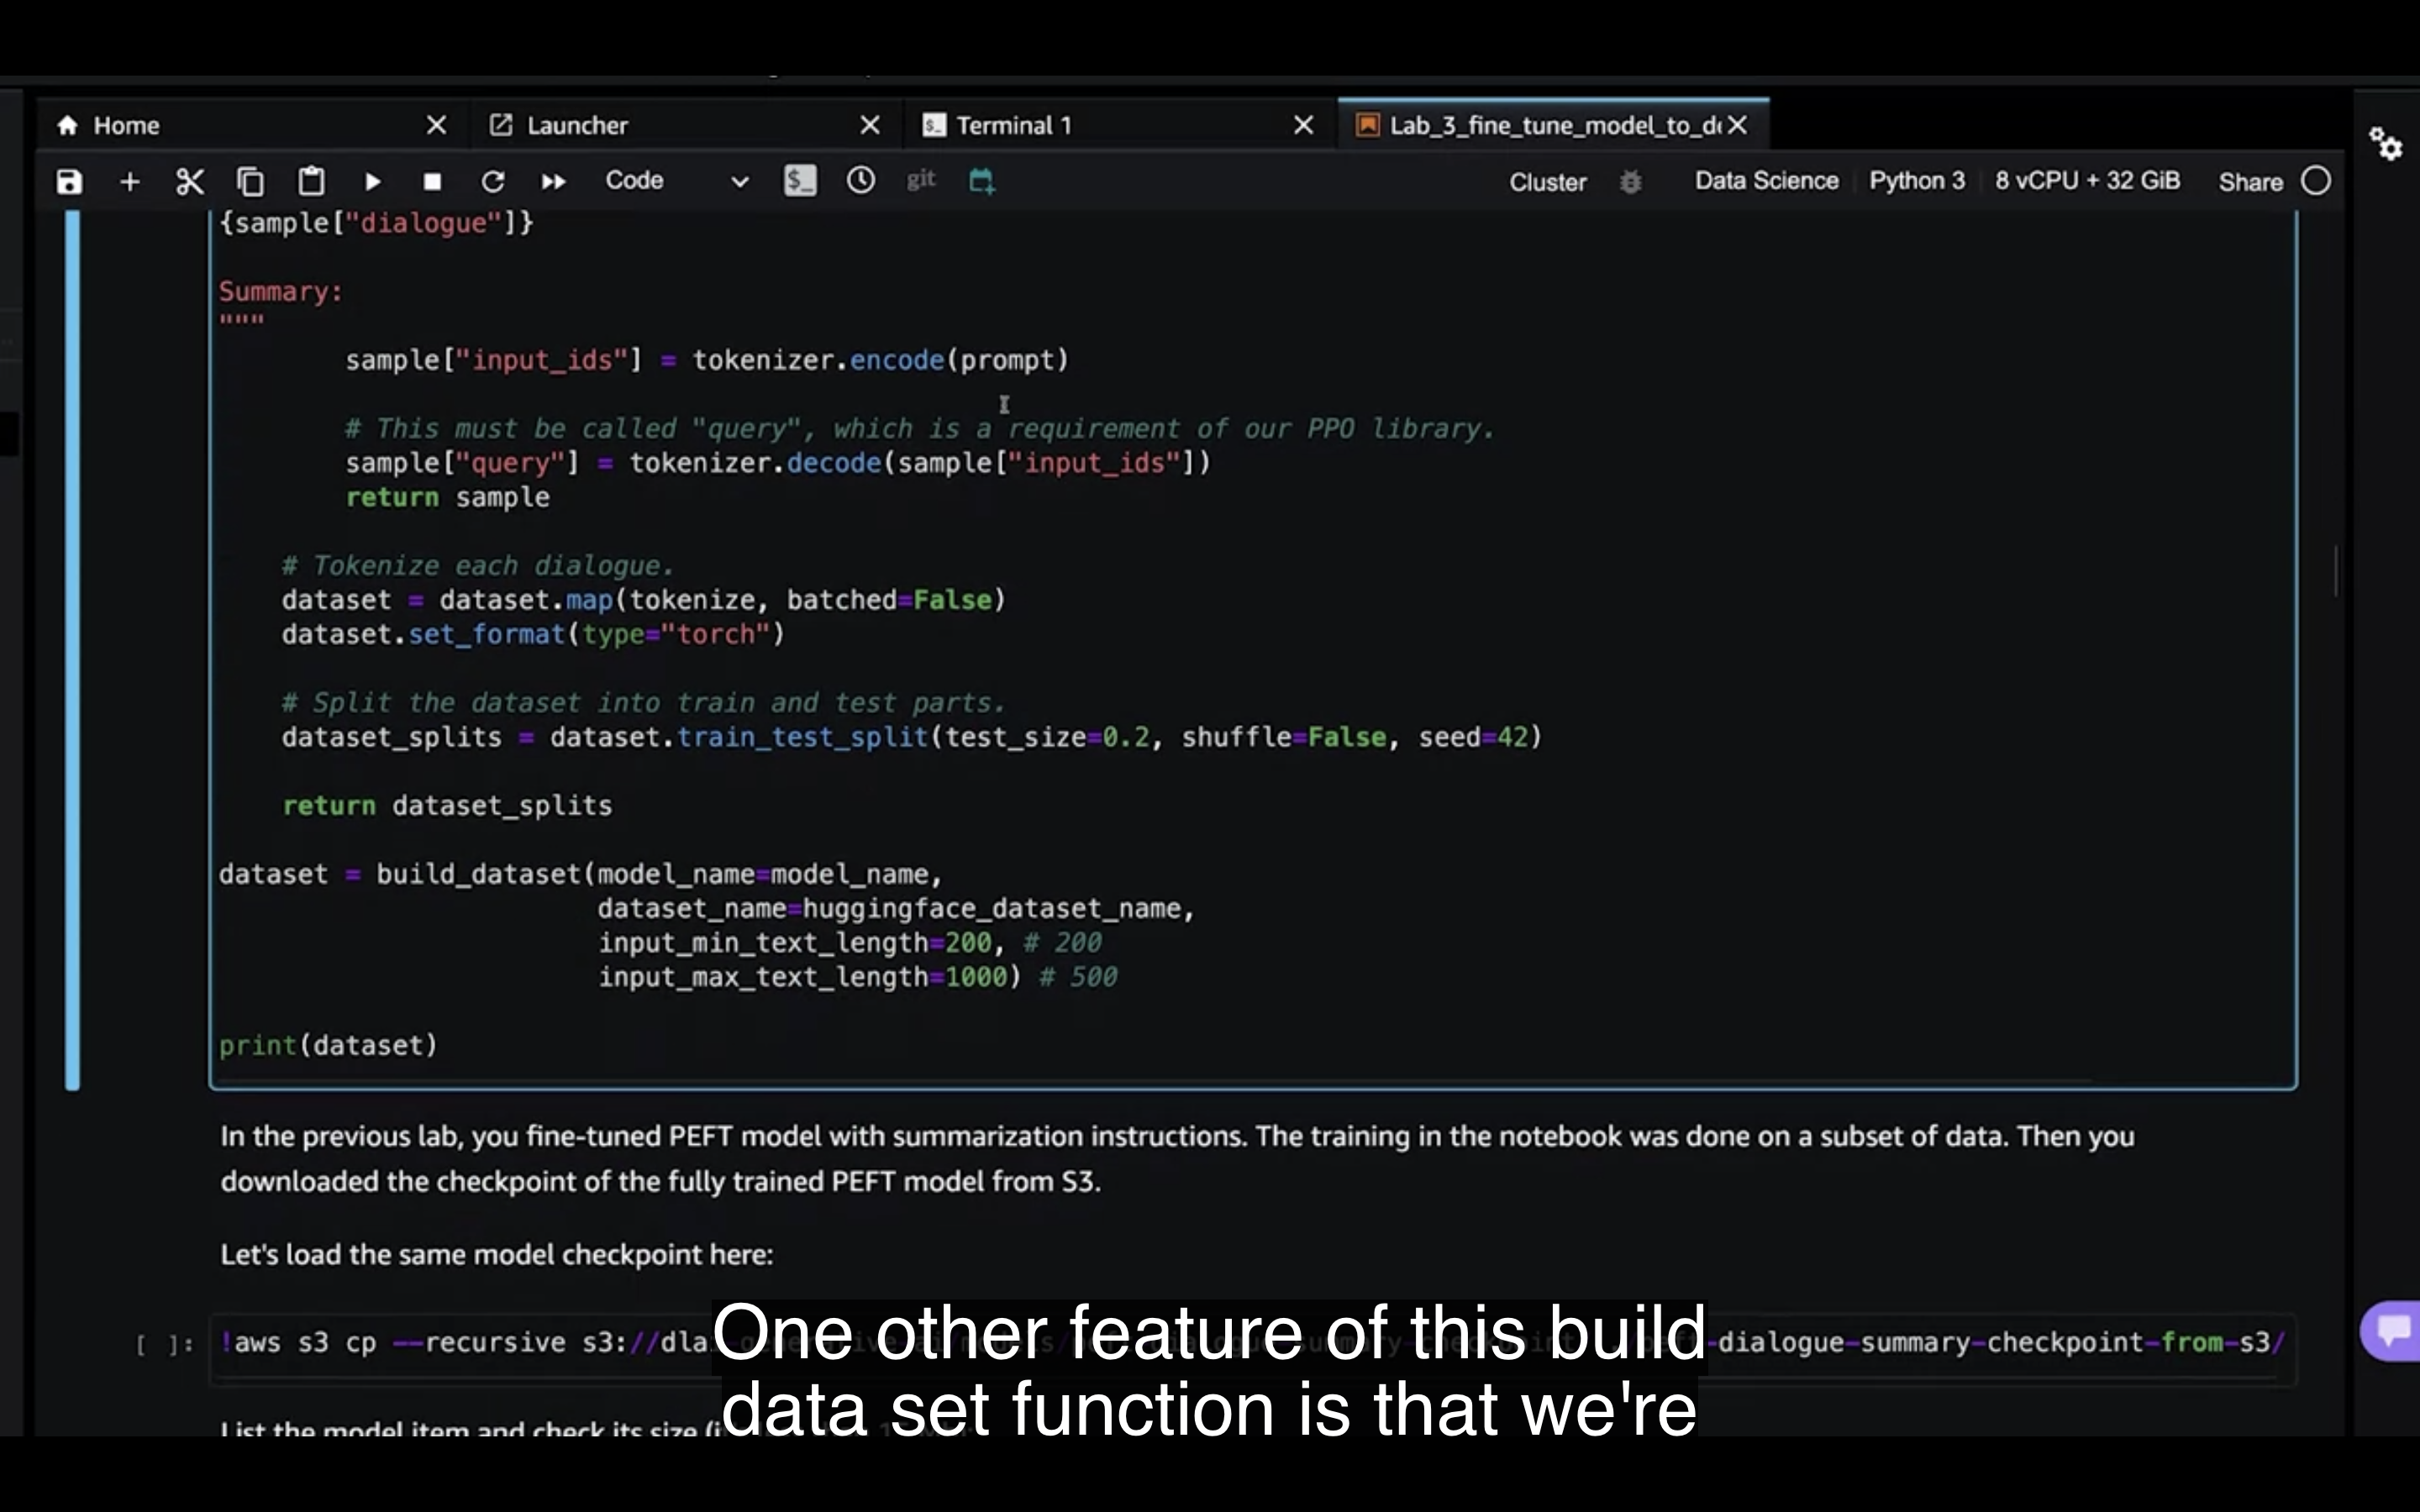 Home
Launcher
Terminal 1
Lab_3_fine_tune_model_to_d
Code
git
Cluster
Data Science
Python 3
8 vCPU + 32 GiB
Share
{sample["dialogue"]}
Summary:
"""
sample["input_ids"] = tokenizer.encode(prompt)
# This must be called "query", which is a requirement of our PPO library.
sample["query"] = tokenizer.decode(sample["input_ids"])
return sample
# Tokenize each dialogue.
dataset = dataset.map(tokenize, batched=False)
dataset.set_format(type="torch")
# Split the dataset into train and test parts.
dataset_splits = dataset.train_test_split(test_size=0.2, shuffle=False, seed=42)
return dataset_splits
dataset = build_dataset(model_name=model_name,
dataset_name=huggingface_dataset_name,
input_min_text_length=200, # 200
input_max_text_length=1000) # 500
print(dataset)
In the previous lab, you fine-tuned PEFT model with summarization instructions. The training in the notebook was done on a subset of data. Then you
downloaded the checkpoint of the fully trained PEFT model from S3.
Let's load the same model checkpoint here:
[ ]: !aws s3 cp --recursive s3://dla -dialogue-summary-checkpoint-from-s3/
One other feature of this build
data set function is that we're
List the model item and check its size